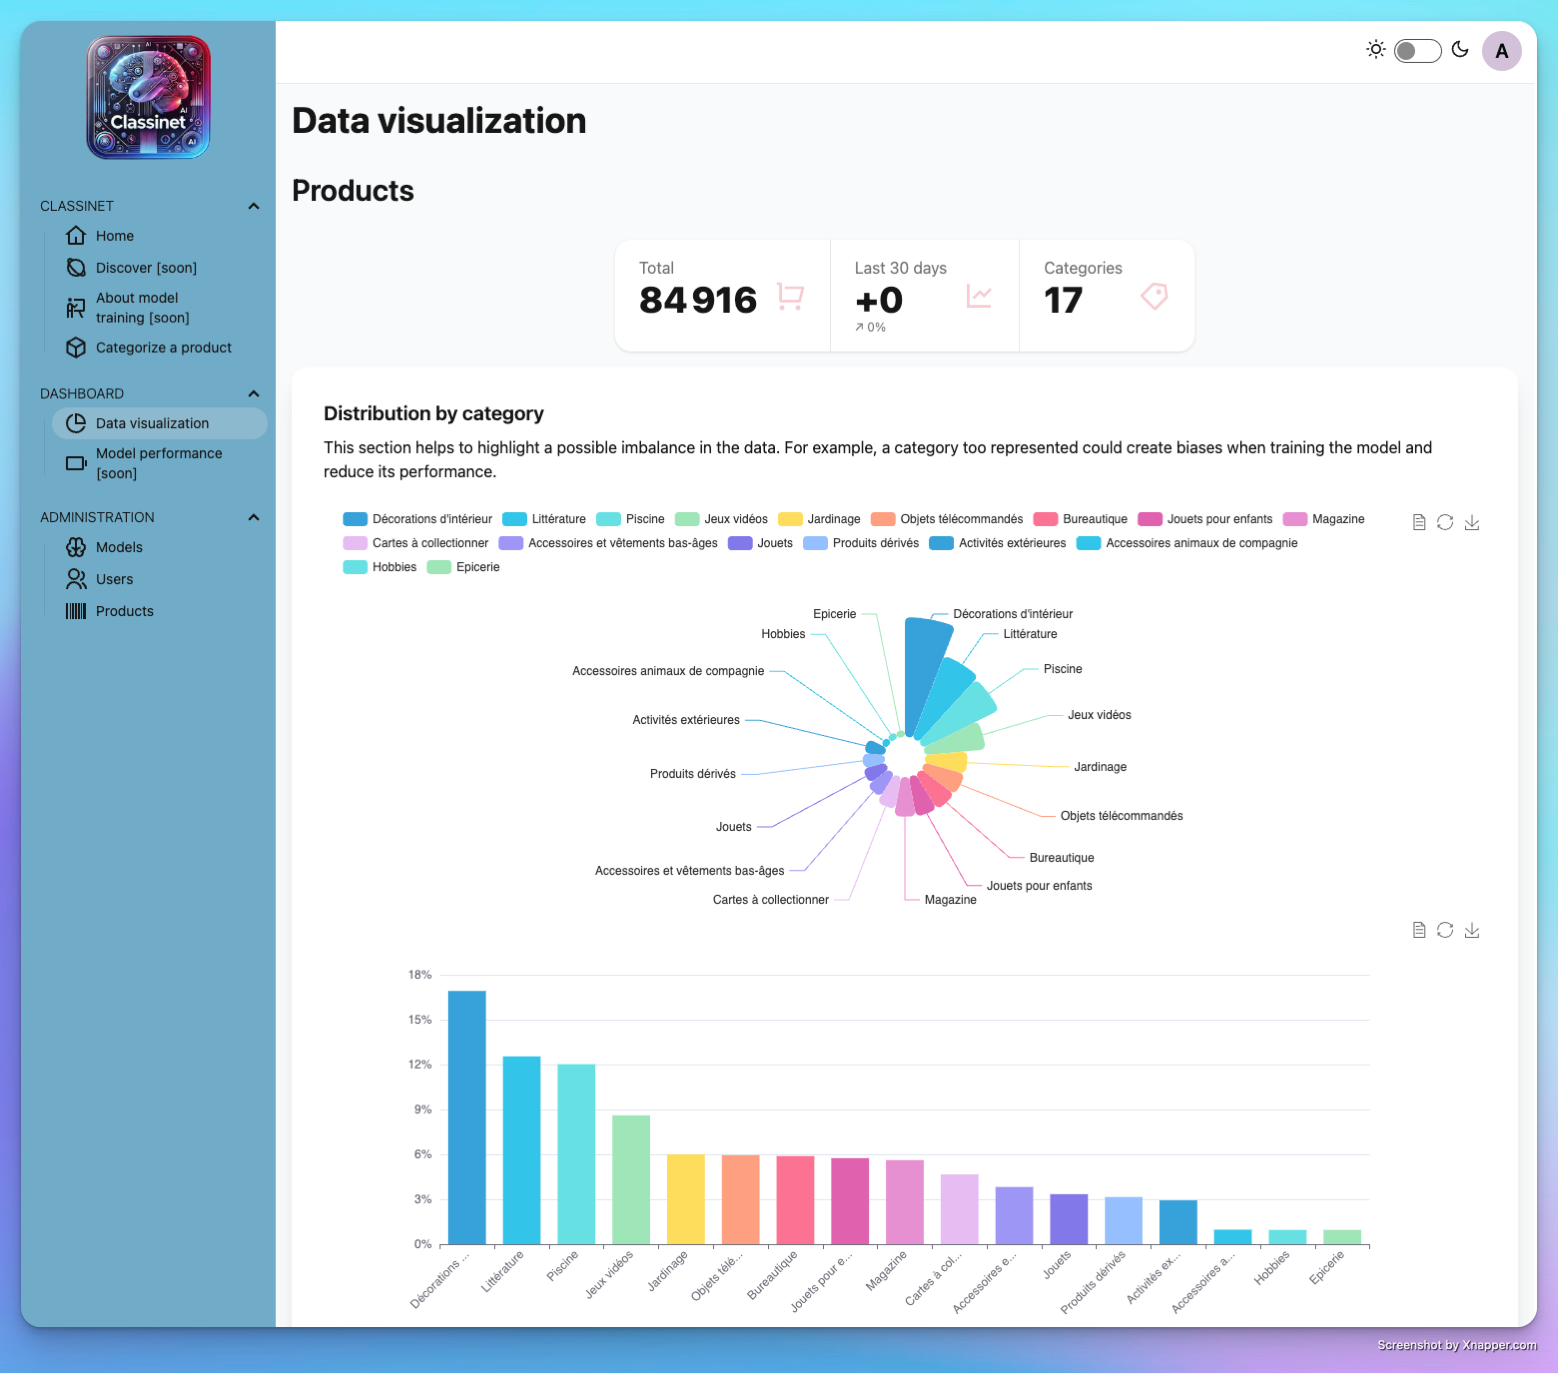 Classinet
AI
AI
AI
CLASSINET
Home
Discover [soon]
About model
training [soon]
Categorize a product
DASHBOARD
Data visualization
Model performance
[soon]
ADMINISTRATION
Models
Users
Products
A
Data visualization
Products
Total
84 916
Last 30 days
+0
↗ 0%
Categories
17
Distribution by category
This section helps to highlight a possible imbalance in the data. For example, a category too represented could create biases when training the model and
reduce its performance.
Décorations d'intérieur Littérature Piscine Jeux vidéos Jardinage Objets télécommandés Bureautique Jouets pour enfants Magazine
Cartes à collectionner Accessoires et vêtements bas-âges Jouets Produits dérivés Activités extérieures Accessoires animaux de compagnie
Hobbies Epicerie
Epicerie Décorations d'intérieur
Hobbies Littérature
Accessoires animaux de compagnie Piscine
Activités extérieures Jeux vidéos
Produits dérivés Jardinage
Jouets Objets télécommandés
Accessoires et vêtements bas-âges Bureautique
Jouets pour enfants
Cartes à collectionner Magazine
18%
15%
12%
9%
6%
3%
0%
Décorations ...
Littérature
Piscine
Jeux vidéos
Jardinage
Objets télé...
Bureautique
Jouets pour e...
Magazine
Cartes à col...
Accessoires e...
Jouets
Produits dérivés
Activités ex...
Accessoires a...
Hobbies
Epicerie
Screenshot by Xnapper.com